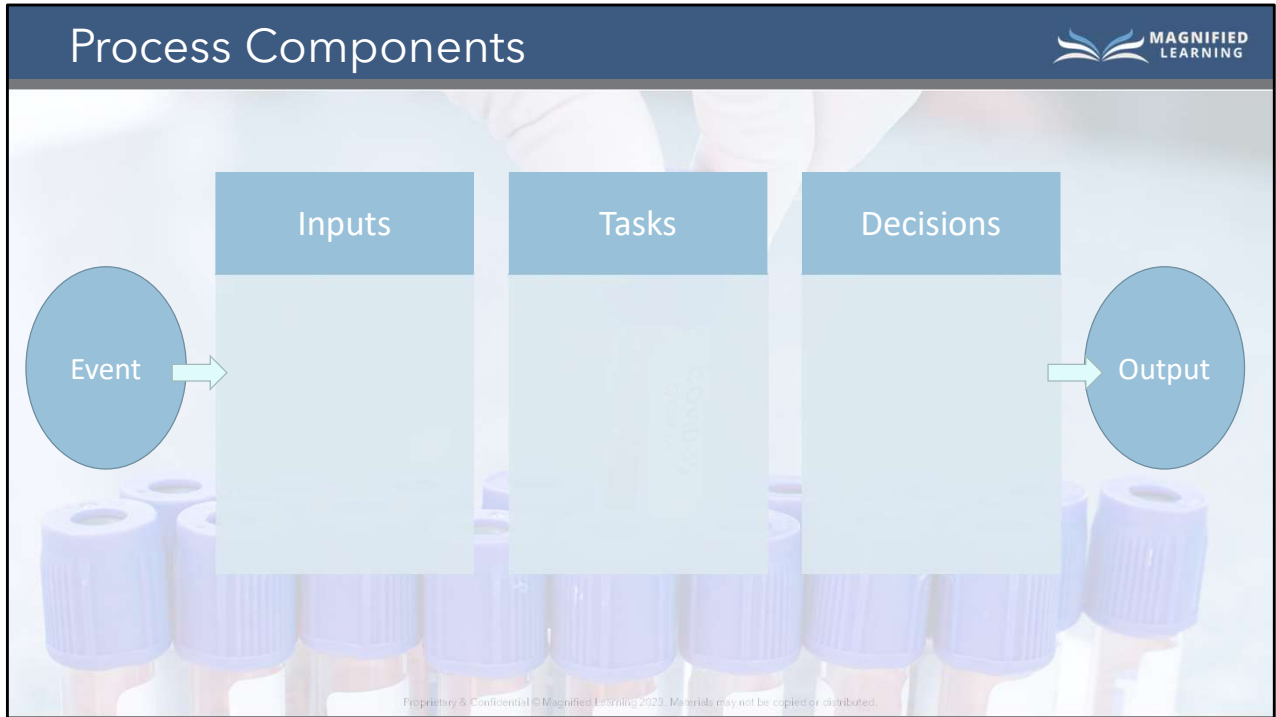 Process Components
MAGNIFIED
LEARNING
Inputs
Tasks
Decisions
Event
Output
Proprietary & Confidential © Magnified Learning 2023. Materials may not be copied or distributed.